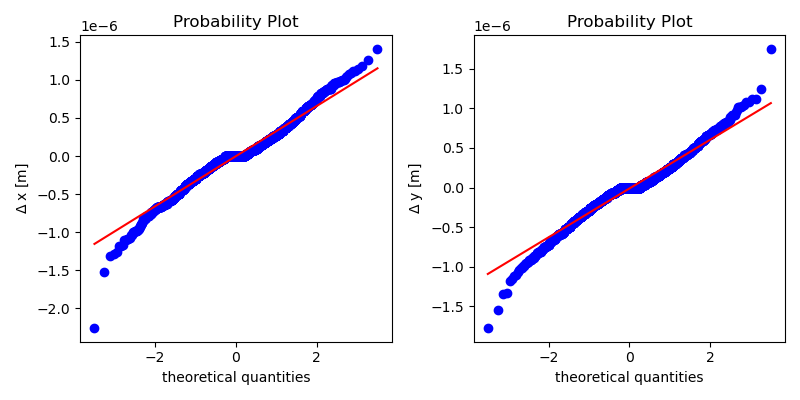 Probability Plot
1e−6
1.5
1.0
0.5
0.0
−0.5
−1.0
−1.5
−2.0
Δ x [m]
−2
0
2
theoretical quantities
Probability Plot
1e−6
1.5
1.0
0.5
0.0
−0.5
−1.0
−1.5
Δ y [m]
−2
0
2
theoretical quantities